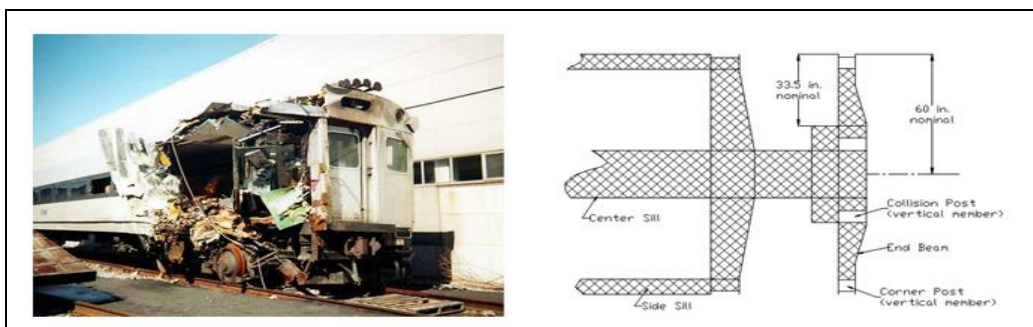 33.5 in.
nominal
60 in.
nominal
Center Sill
Side Sill
Collision Post
(vertical member)
End Beam
Corner Post
(vertical member)